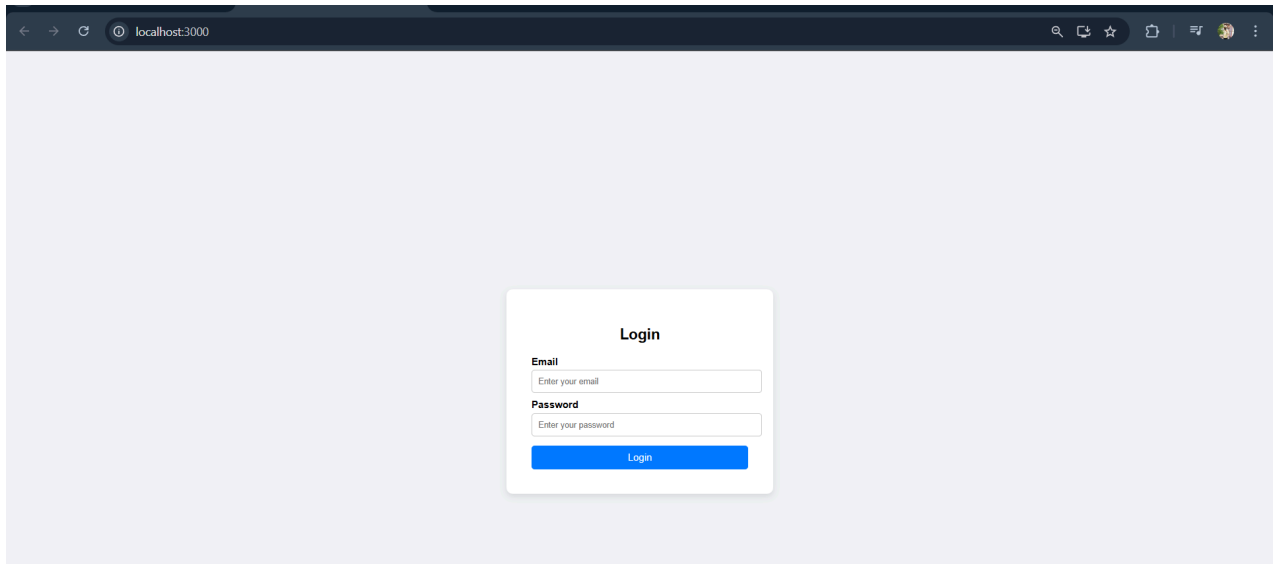 localhost:3000
Login
Email
Enter your email
Password
Enter your password
Login